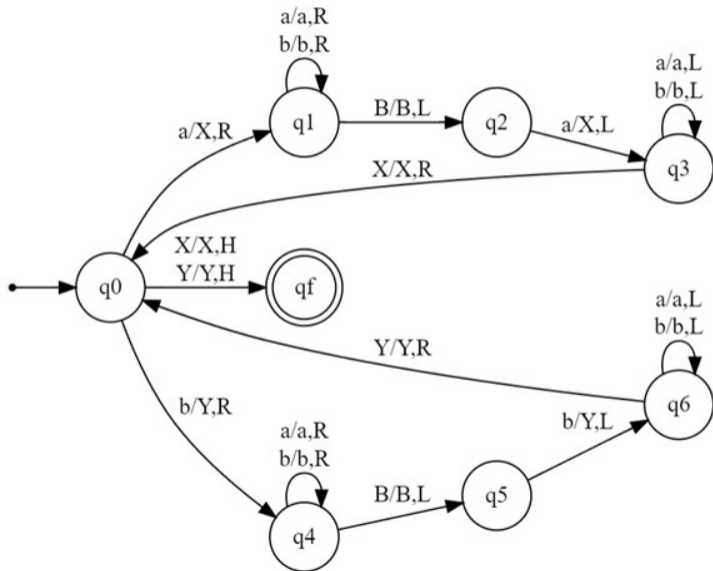 a/a,R
b/b,R
q1
B/B,L
q2
a/X,L
a/a,L
b/b,L
q3
a/X,R
X/X,R
q0
X/X,H
Y/Y,H
qf
Y/Y,R
a/a,L
b/b,L
q6
b/Y,R
a/a,R
b/b,R
q4
B/B,L
q5
b/Y,L